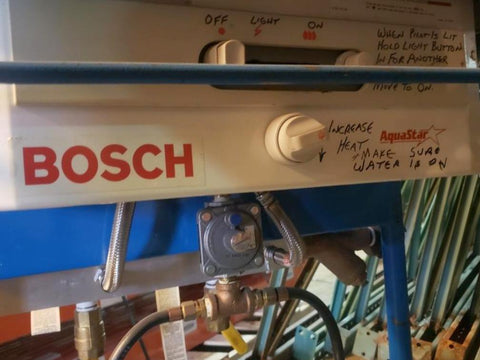 OFF LIGHT ON
WHEN PILOT IS LIT
HOLD LIGHT BUTTON
IN FOR ANOTHER
MOVE TO ON.
INCREASE
HEAT
AquaStar
MAKE SURE
WATER IS ON
BOSCH